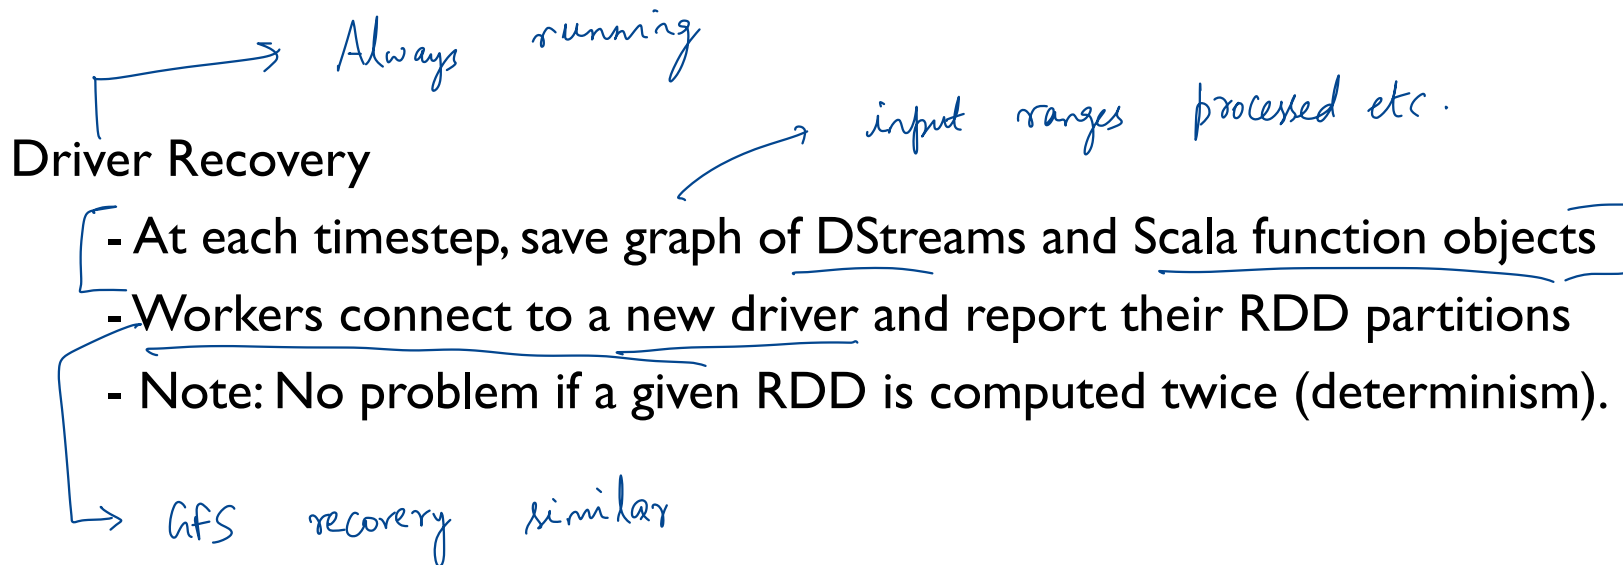 Always running
input ranges processed etc.
Driver Recovery
- At each timestep, save graph of DStreams and Scala function objects
- Workers connect to a new driver and report their RDD partitions
- Note: No problem if a given RDD is computed twice (determinism).
GFS recovery similar